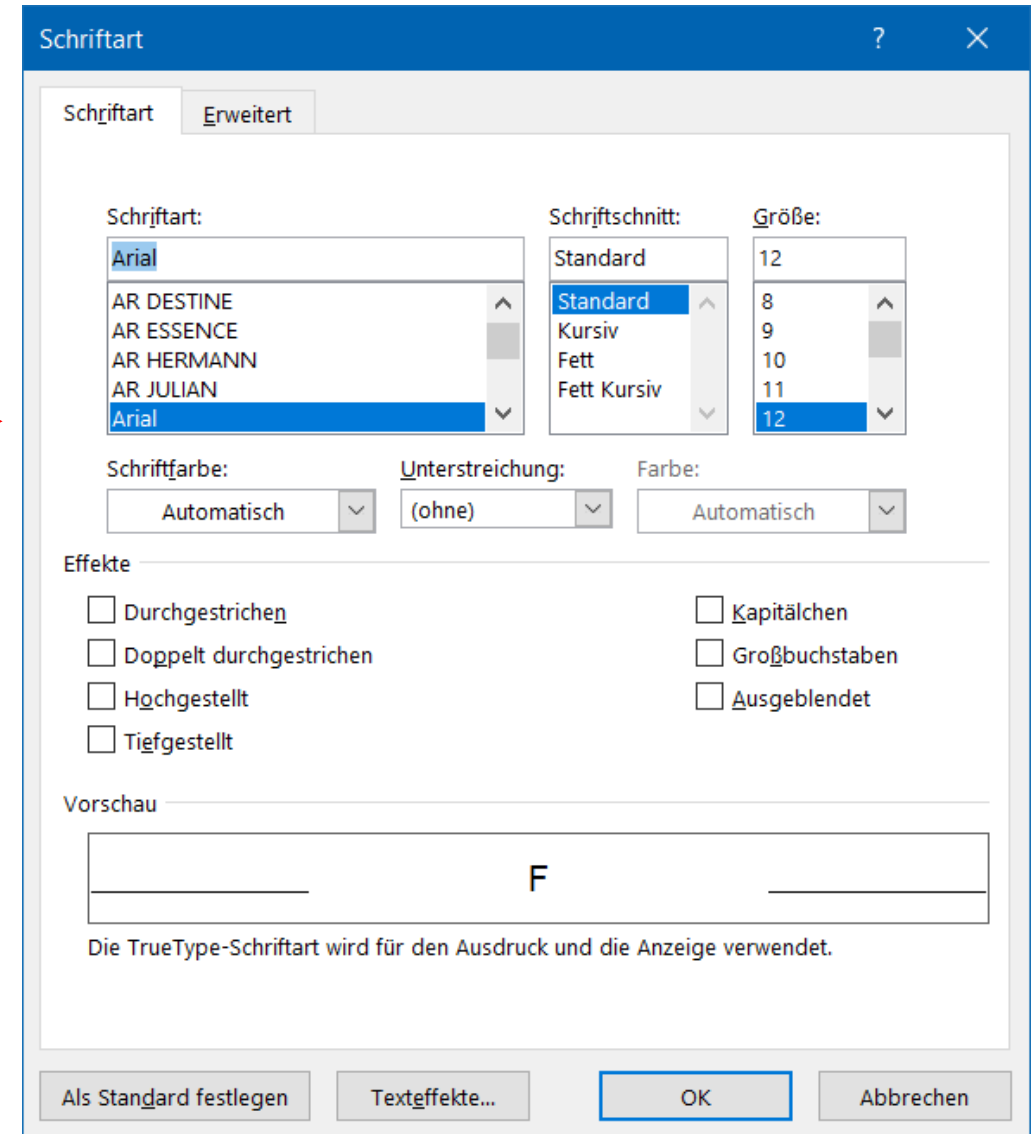 Schriftart ?
Schriftart Erweitert
Schriftart: Schriftschnitt: Größe:
Arial Standard 12
AR DESTINE Standard 8
AR ESSENCE Kursiv 9
AR HERMANN Fett 10
AR JULIAN Fett Kursiv 11
Arial 12
Schriftfarbe: Unterstreichung: Farbe:
Automatisch (ohne) Automatisch
Effekte
Durchgestrichen Kapitälchen
Doppelt durchgestrichen Großbuchstaben
Hochgestellt Ausgeblendet
Tiefgestellt
Vorschau
F
Die TrueType-Schriftart wird für den Ausdruck und die Anzeige verwendet.
Als Standard festlegen Texteffekte... OK Abbrechen